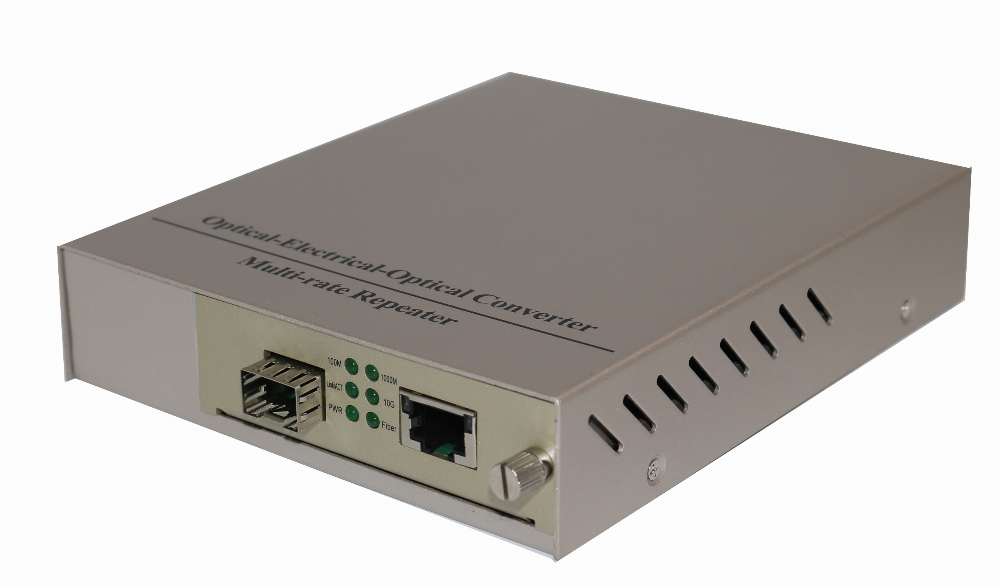 Optical-Electrical-Optical Converter
Multi-rate Repeater
100M
1000M
Link/ACT
10G
PWR
Fiber